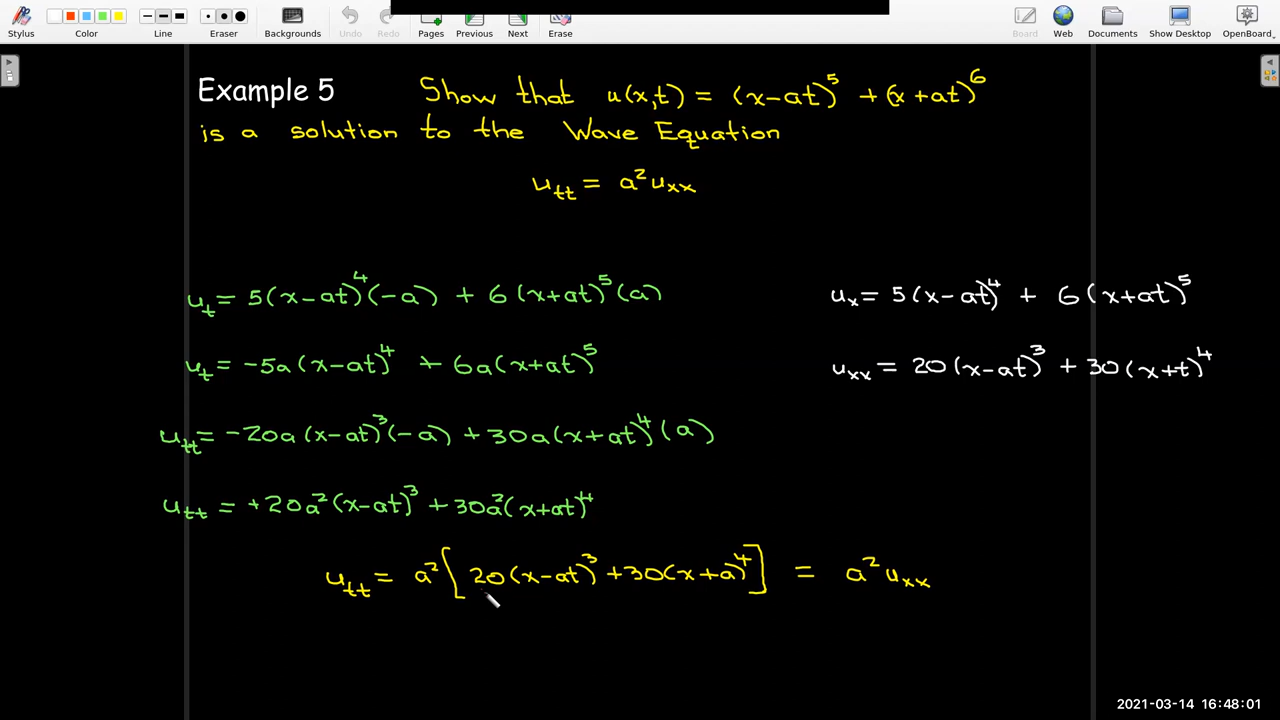 Stylus Color Line Eraser Backgrounds Undo Redo Pages Previous Next Erase Board Web Documents Show Desktop OpenBoard
Example 5 Show that u(x,t) = (x-at)^5 + (x+at)^6
is a solution to the Wave Equation
u_tt = a^2 u_xx
u_t = 5(x-at)^4(-a) + 6(x+at)^5(a)
u_x = 5(x-at)^4 + 6(x+at)^5
u_t = -5a(x-at)^4 + 6a(x+at)^5
u_xx = 20(x-at)^3 + 30(x+t)^4
u_tt = -20a(x-at)^3(-a) + 30a(x+at)^4(a)
u_tt = +20a^2(x-at)^3 + 30a^2(x+at)^4
u_tt = a^2[20(x-at)^3 + 30(x+a)^4] = a^2 u_xx
2021-03-14 16:48:01